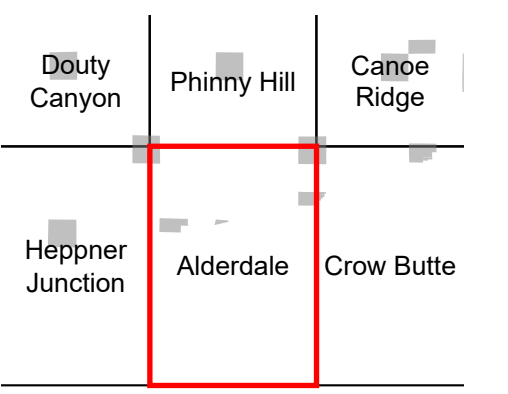 Douty
Canyon
Phinny Hill
Canoe
Ridge
Heppner
Junction
Alderdale
Crow Butte